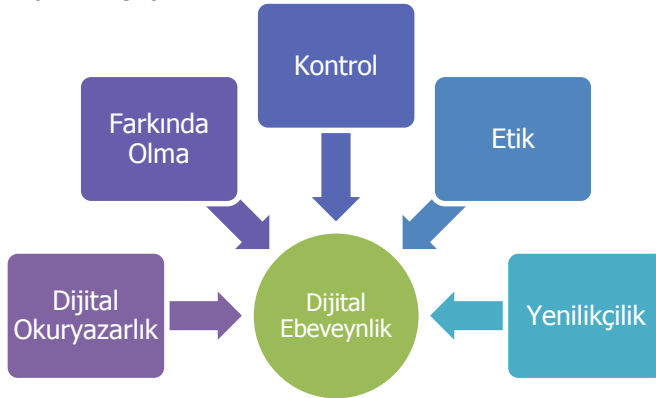 Kontrol
Farkında
Olma
Etik
Dijital
Okuryazarlık
Dijital
Ebeveynlik
Yenilikçilik